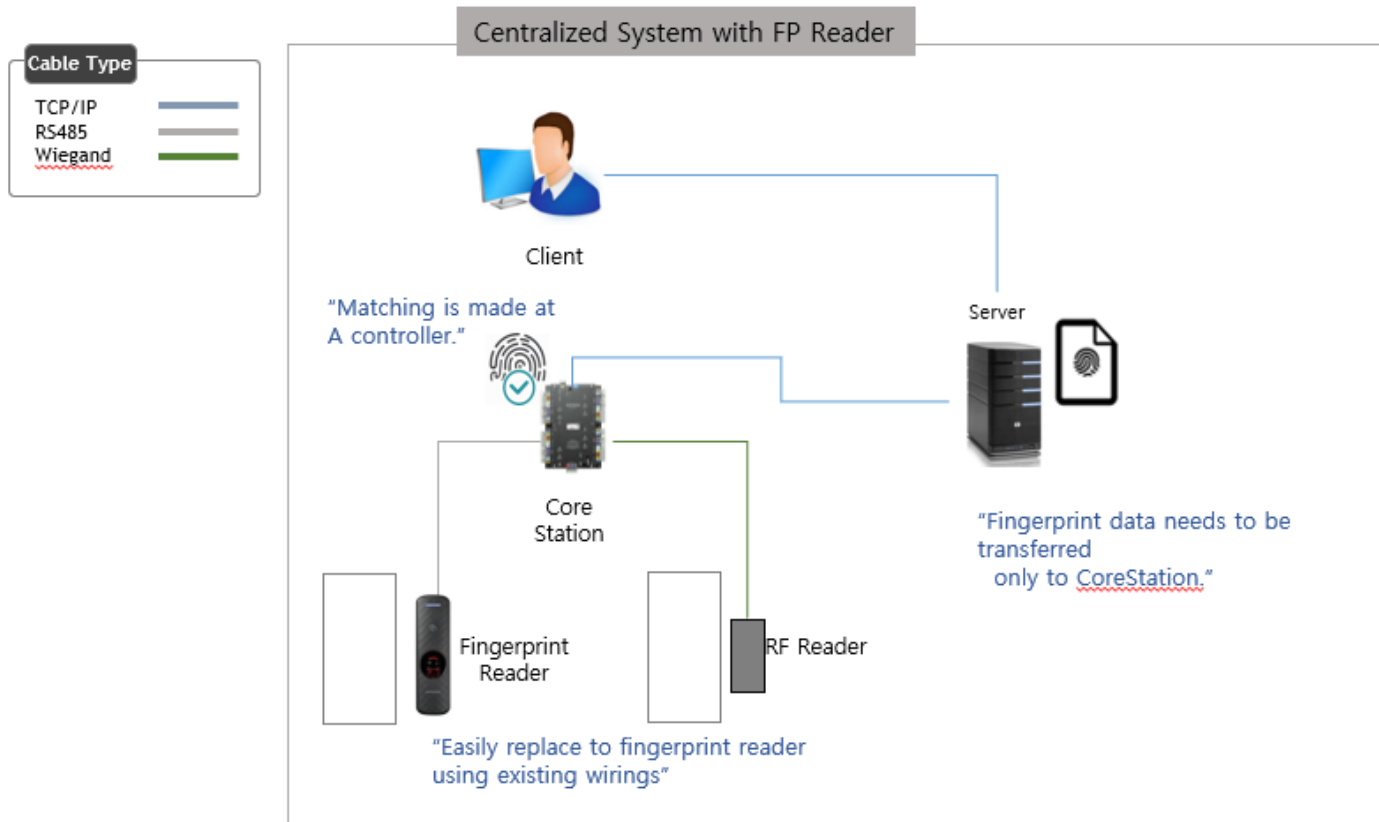 Centralized System with FP Reader
Cable Type
TCP/IP
RS485
Wiegand
Client
"Matching is made at
A controller."
Server
Core
Station
"Fingerprint data needs to be
transferred
only to CoreStation."
Fingerprint
Reader
RF Reader
"Easily replace to fingerprint reader
using existing wirings"